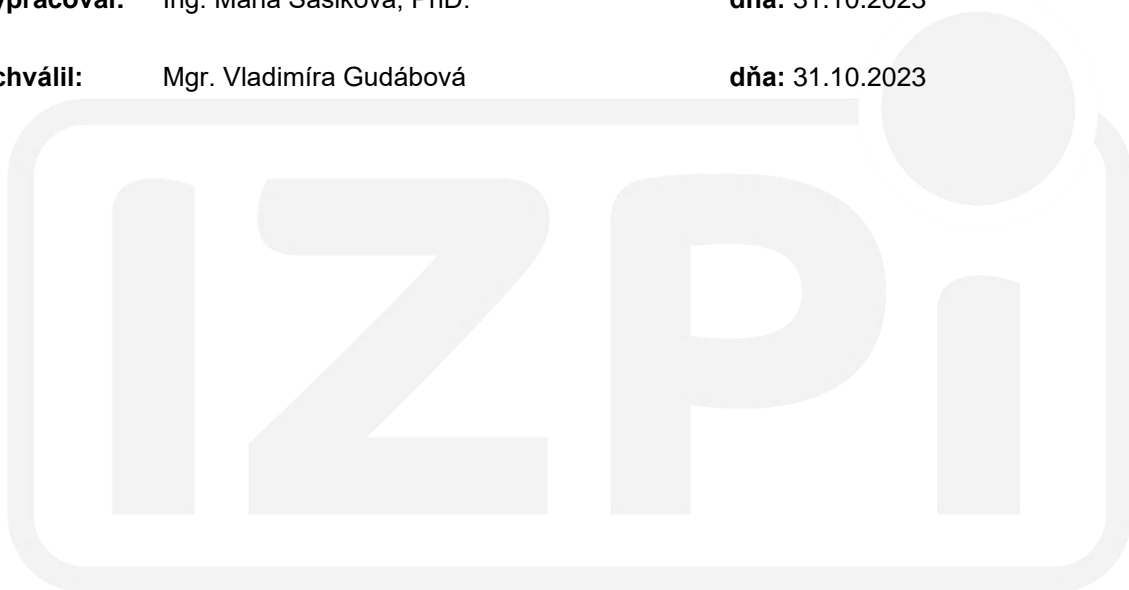 ypracoval: Ing. Mária Sásiková, PhD. dňa: 31.10.2023
chválil: Mgr. Vladimíra Gudábová dňa: 31.10.2023
IZPi